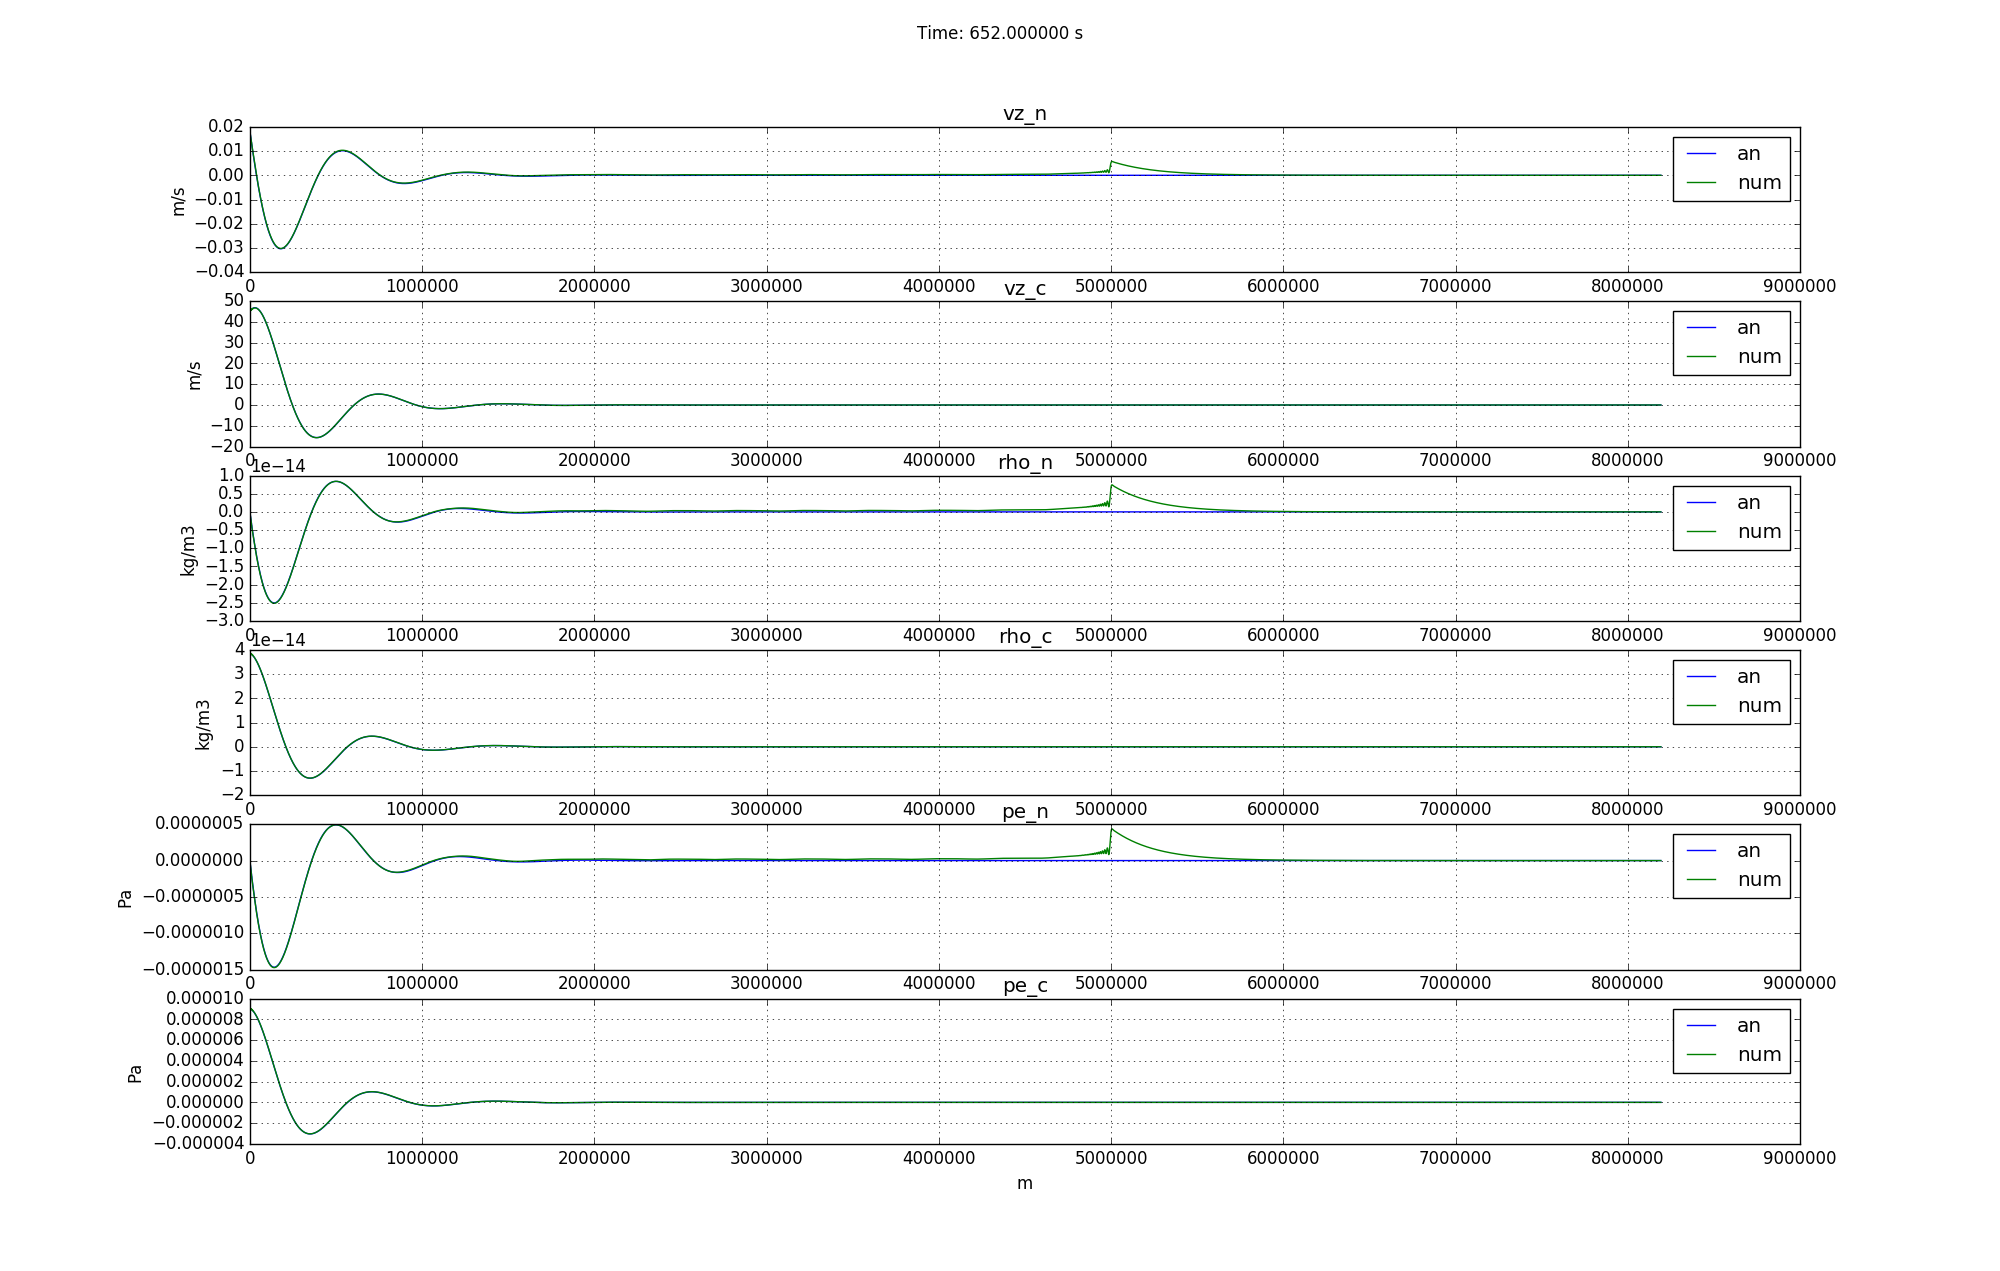 Time: 652.000000 s
vz_n
0.02
0.01
0.00
−0.01
−0.02
−0.03
−0.04
m/s
an
num
0 1000000 2000000 3000000 4000000 5000000 6000000 7000000 8000000 9000000
vz_c
50
40
30
20
10
0
−10
−20
m/s
an
num
0 1000000 2000000 3000000 4000000 5000000 6000000 7000000 8000000 9000000
1e−14
rho_n
1.0
0.5
0.0
−0.5
−1.0
−1.5
−2.0
−2.5
−3.0
kg/m3
an
num
0 1000000 2000000 3000000 4000000 5000000 6000000 7000000 8000000 9000000
1e−14
rho_c
4
3
2
1
0
−1
−2
kg/m3
an
num
0 1000000 2000000 3000000 4000000 5000000 6000000 7000000 8000000 9000000
pe_n
0.0000005
0.0000000
−0.0000005
−0.0000010
−0.0000015
Pa
an
num
0 1000000 2000000 3000000 4000000 5000000 6000000 7000000 8000000 9000000
pe_c
0.000010
0.000008
0.000006
0.000004
0.000002
0.000000
−0.000002
−0.000004
Pa
an
num
0 1000000 2000000 3000000 4000000 5000000 6000000 7000000 8000000 9000000
m